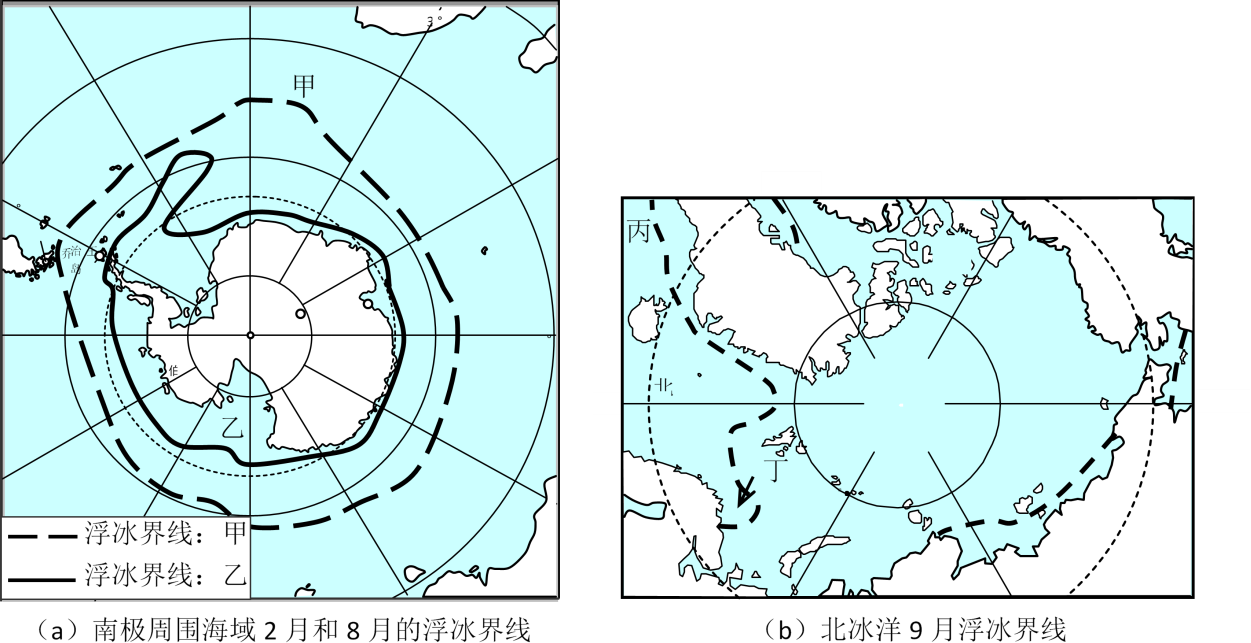 3°
甲
乙
浮冰界线：甲
浮冰界线：乙
（a）南极周围海域 2 月和 8 月的浮冰界线
丙
北
丁
（b）北冰洋 9 月浮冰界线